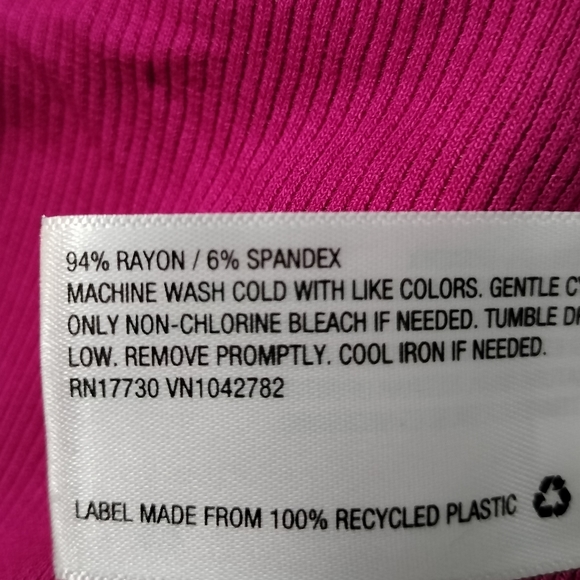 94% RAYON / 6% SPANDEX
MACHINE WASH COLD WITH LIKE COLORS. GENTLE
ONLY NON-CHLORINE BLEACH IF NEEDED. TUMBLE
LOW. REMOVE PROMPTLY. COOL IRON IF NEEDED.
RN17730 VN1042782
LABEL MADE FROM 100% RECYCLED PLASTIC